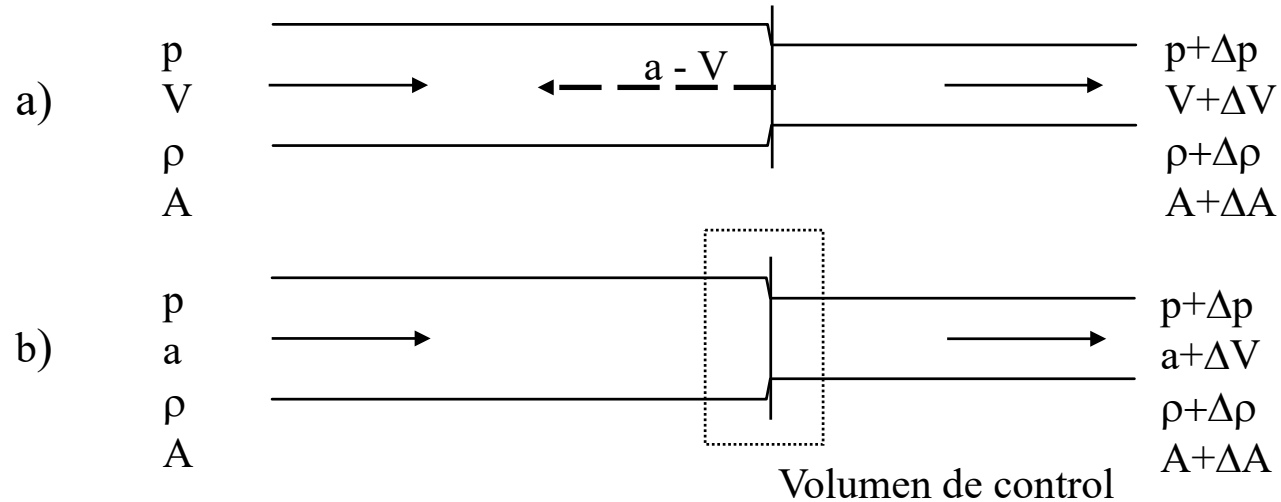 a)
p
V
ρ
A
a - V
p+Δp
V+ΔV
ρ+Δρ
A+ΔA
b)
p
a
ρ
A
p+Δp
a+ΔV
ρ+Δρ
A+ΔA
Volumen de control